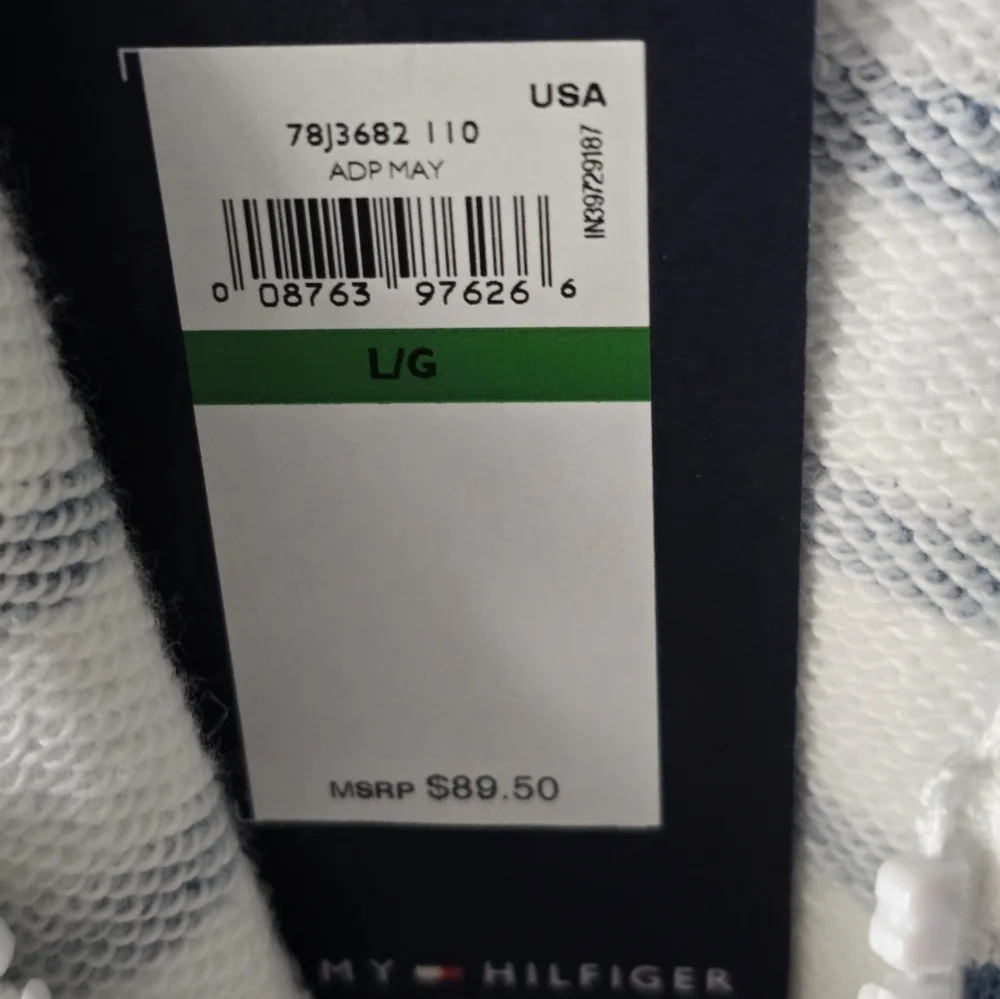 USA
78J3682 110
ADP MAY
IN39729187
0 08763 97626 6
L/G
MSRP $89.50
MY HILFIGER